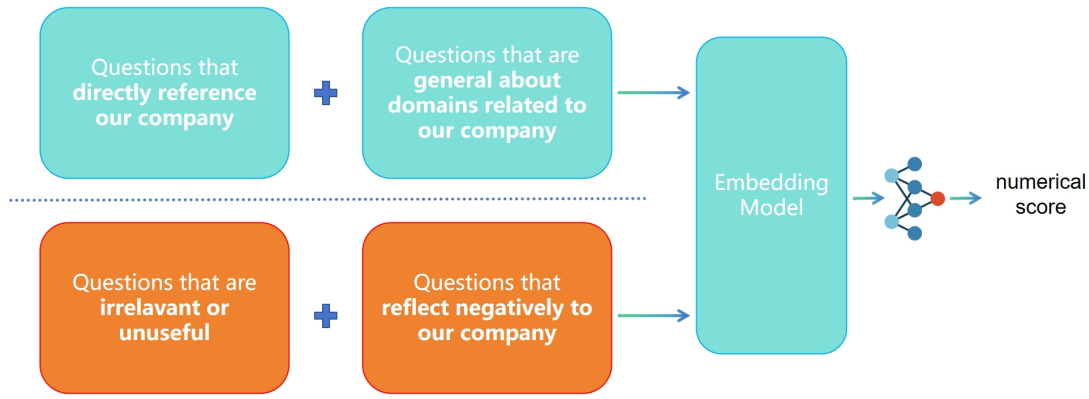 Questions that
directly reference
our company
Questions that are
general about
domains related to
our company
Embedding
Model
numerical
score
Questions that are
irrelavant or
unuseful
Questions that
reflect negatively to
our company